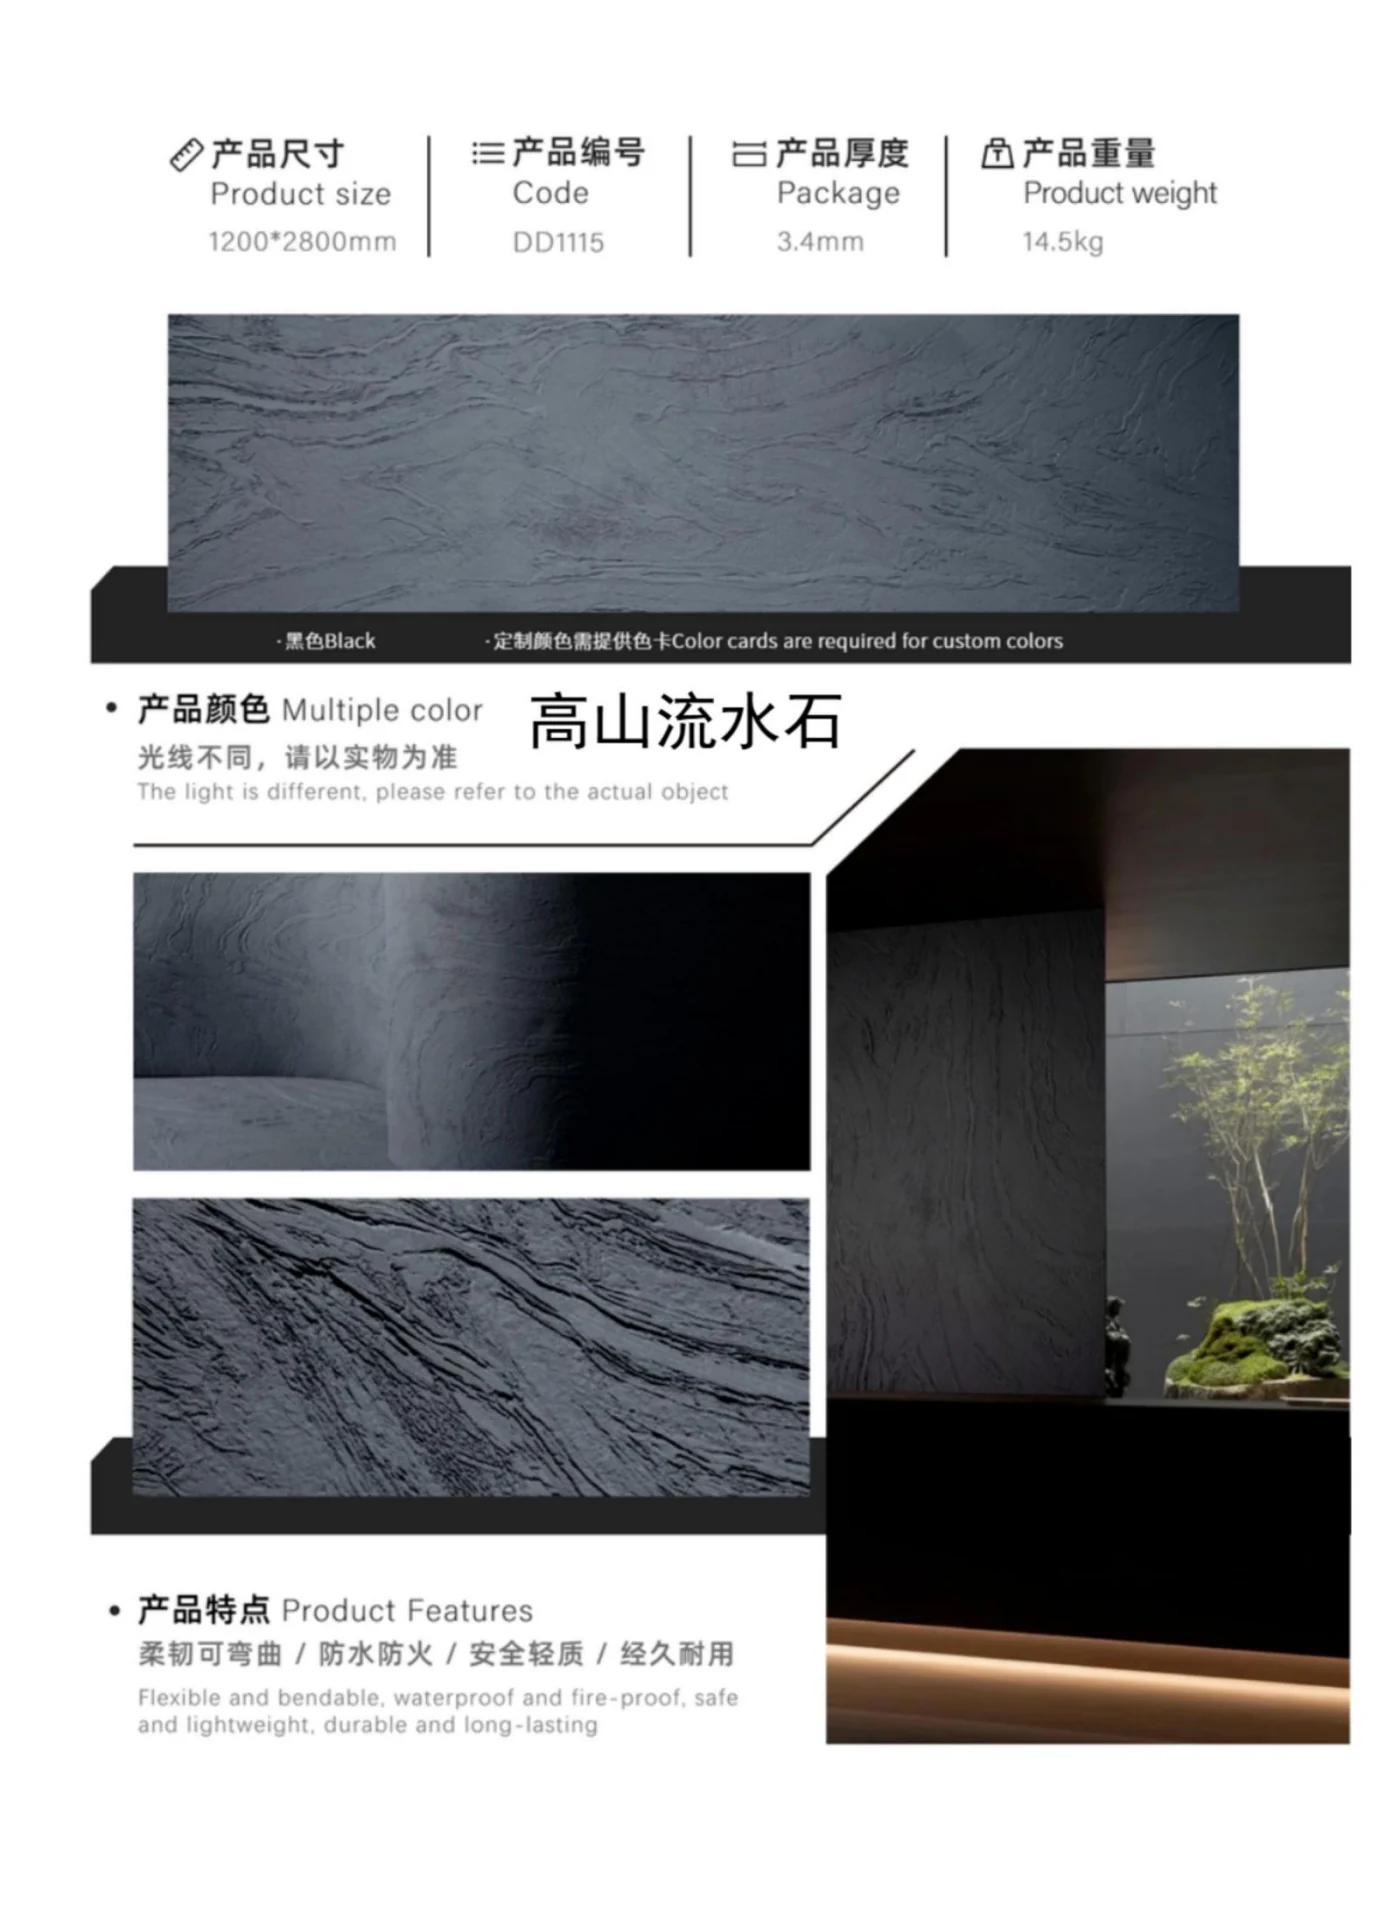 产品尺寸
Product size
1200*2800mm
产品编号
Code
DD1115
产品厚度
Package
3.4mm
产品重量
Product weight
14.5kg
·黑色Black
·定制颜色需提供色卡Color cards are required for custom colors
• 产品颜色 Multiple color
高山流水石
光线不同，请以实物为准
The light is different, please refer to the actual object
• 产品特点 Product Features
柔韧可弯曲 / 防水防火 / 安全轻质 / 经久耐用
Flexible and bendable, waterproof and fire-proof, safe
and lightweight, durable and long-lasting